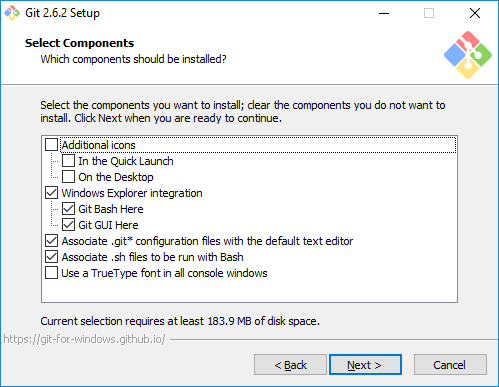 Git 2.6.2 Setup
Select Components
Which components should be installed?
Select the components you want to install; clear the components you do not want to
install. Click Next when you are ready to continue.
Additional icons
In the Quick Launch
On the Desktop
Windows Explorer integration
Git Bash Here
Git GUI Here
Associate .git* configuration files with the default text editor
Associate .sh files to be run with Bash
Use a TrueType font in all console windows
Current selection requires at least 183.9 MB of disk space.
https://git-for-windows.github.io/
< Back
Next >
Cancel